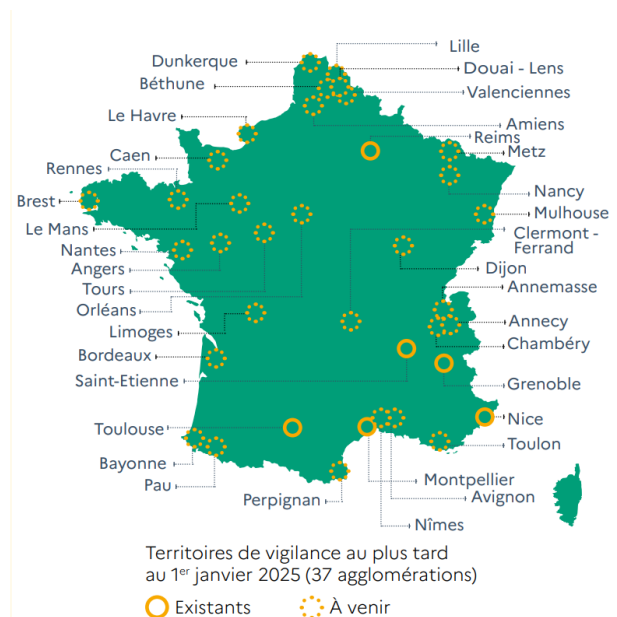 Lille
Dunkerque
Douai - Lens
Béthune
Valenciennes
Le Havre
Amiens
Reims
Caen
Metz
Rennes
Nancy
Brest
Mulhouse
Le Mans
Clermont -
Ferrand
Nantes
Angers
Dijon
Tours
Annemasse
Orléans
Annecy
Limoges
Chambéry
Bordeaux
Saint-Etienne
Grenoble
Nice
Toulouse
Toulon
Bayonne
Montpellier
Pau
Avignon
Perpignan
Nîmes
Territoires de vigilance au plus tard
au 1er janvier 2025 (37 agglomérations)
Existants
À venir